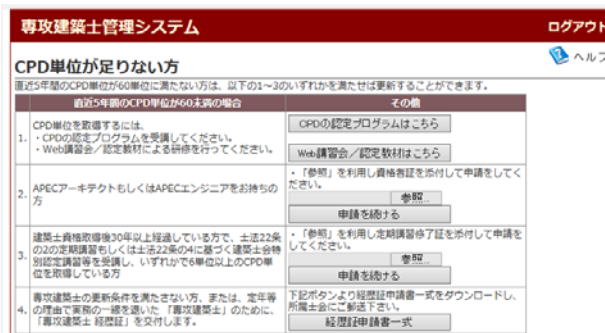 専攻建築士管理システム
ログアウト
ヘルプ
CPD単位が足りない方
直近5年間のCPD単位が60単位に満たない方は、以下の1～3のいずれかを満たせば更新することができます。
直近5年間のCPD単位が60未満の場合
その他
1.
CPD単位を取得するには、
・CPDの認定プログラムを受講してください。
・Web講習会／認定教材による研修を行ってください。
CPDの認定プログラムはこちら
Web講習会／認定教材はこちら
2.
APECアーキテクトもしくはAPECエンジニアをお持ちの
方
・「参照」を利用し資格者証を添付して申請をしてく
ださい。
参照...
申請を続ける
3.
建築士資格取得後30年以上経過している方で、士法22条
の2の定期講習もしくは士法22条の4に基づく建築士会特
別認定講習等を受講し、いずれかで6単位以上のCPD単
位を取得している方
・「参照」を利用し定期講習修了証を添付して申請を
してください。
参照...
申請を続ける
4.
専攻建築士の更新条件を満たさない方、または、定年等
の理由で実務の一線を退いた「専攻建築士」のために、
「専攻建築士 経歴証」を交付します。
下記ボタンより経歴証申請書一式をダウンロードし、
所属士会にご郵送下さい。
経歴証申請書一式